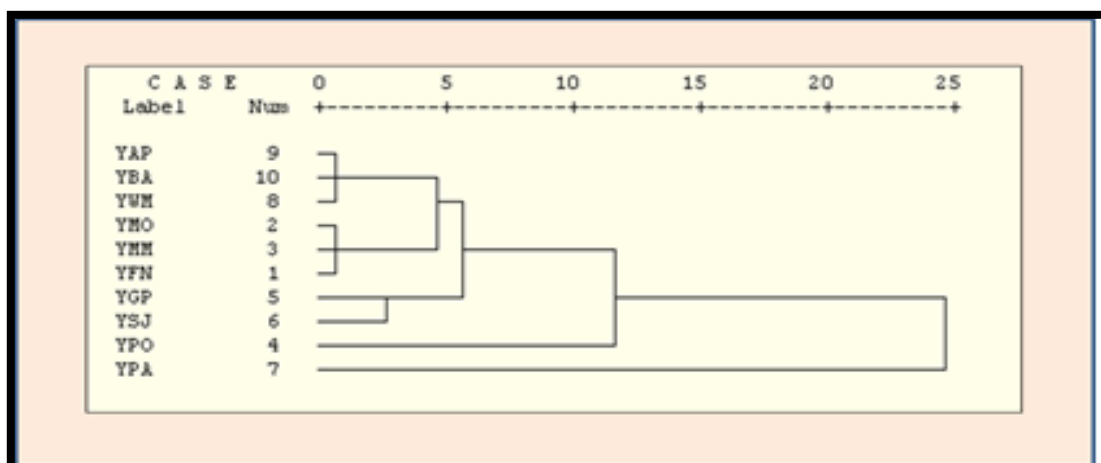 C A S E 0 5 10 15 20 25
Label Num +---------+---------+---------+---------+---------+
YAP 9
YBA 10
YWM 8
YMO 2
YMM 3
YFN 1
YGP 5
YSJ 6
YPO 4
YPA 7